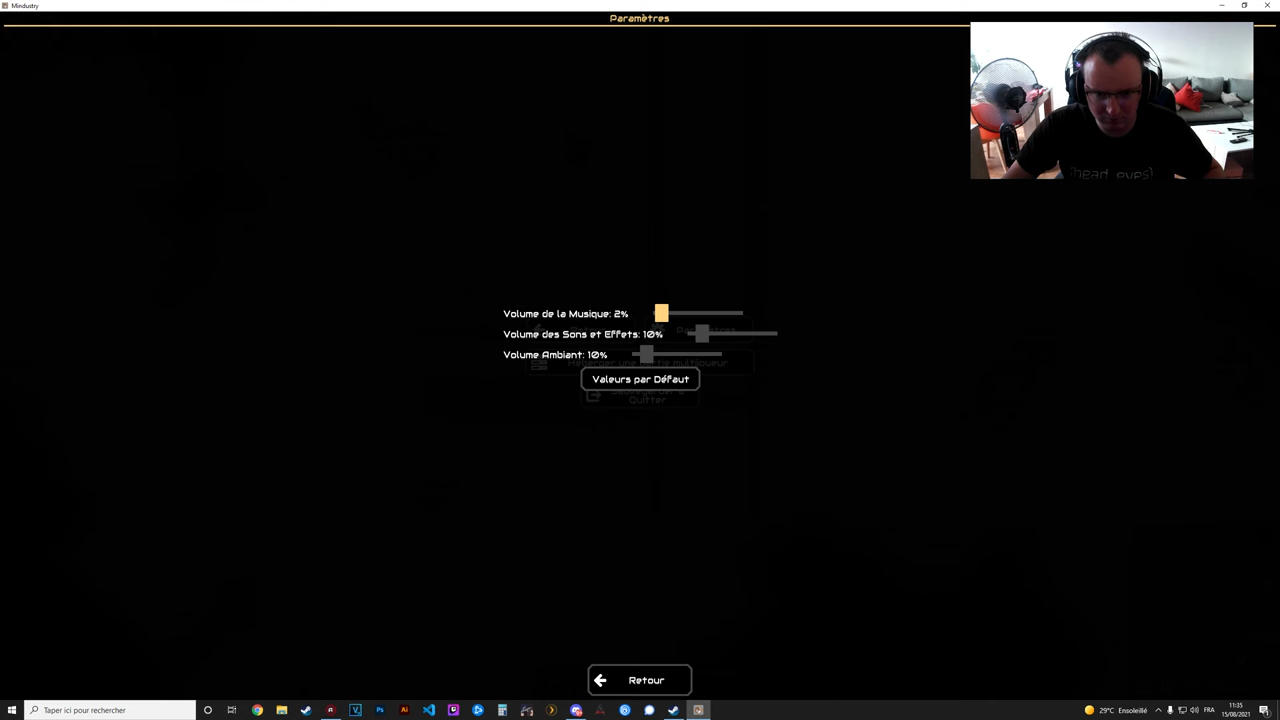 Mindustry
Paramètres
Volume de la Musique: 2%
Volume des Sons et Effets: 10%
Volume Ambiant: 10%
Valeurs par Défaut
Quitter
Retour
Taper ici pour rechercher
29°C Ensoleillé
FRA
11:35
15/08/2021